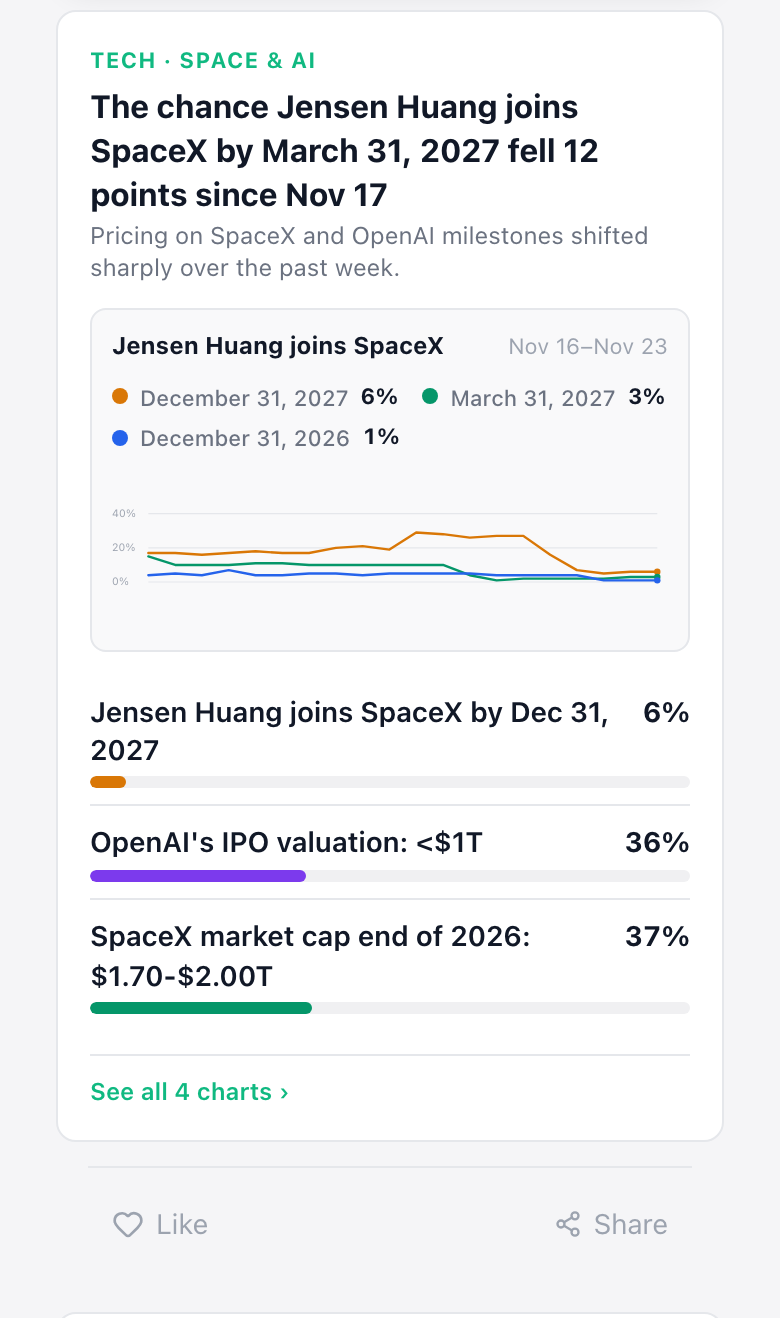 TECH · SPACE & AI
The chance Jensen Huang joins
SpaceX by March 31, 2027 fell 12
points since Nov 17
Pricing on SpaceX and OpenAI milestones shifted
sharply over the past week.
Jensen Huang joins SpaceX Nov 16–Nov 23
December 31, 2027 6% March 31, 2027 3%
December 31, 2026 1%
40%
20%
0%
Jensen Huang joins SpaceX by Dec 31, 6%
2027
OpenAI's IPO valuation: <$1T 36%
SpaceX market cap end of 2026: 37%
$1.70-$2.00T
See all 4 charts ›
Like Share